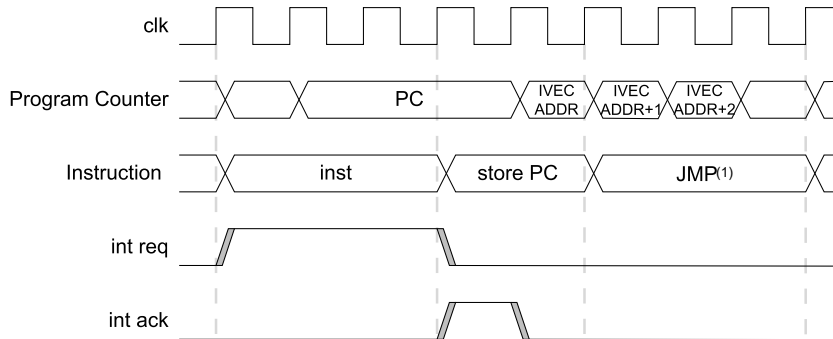 clk
Program Counter
PC
IVEC
ADDR
IVEC
ADDR+1
IVEC
ADDR+2
Instruction
inst
store PC
JMP(1)
int req
int ack